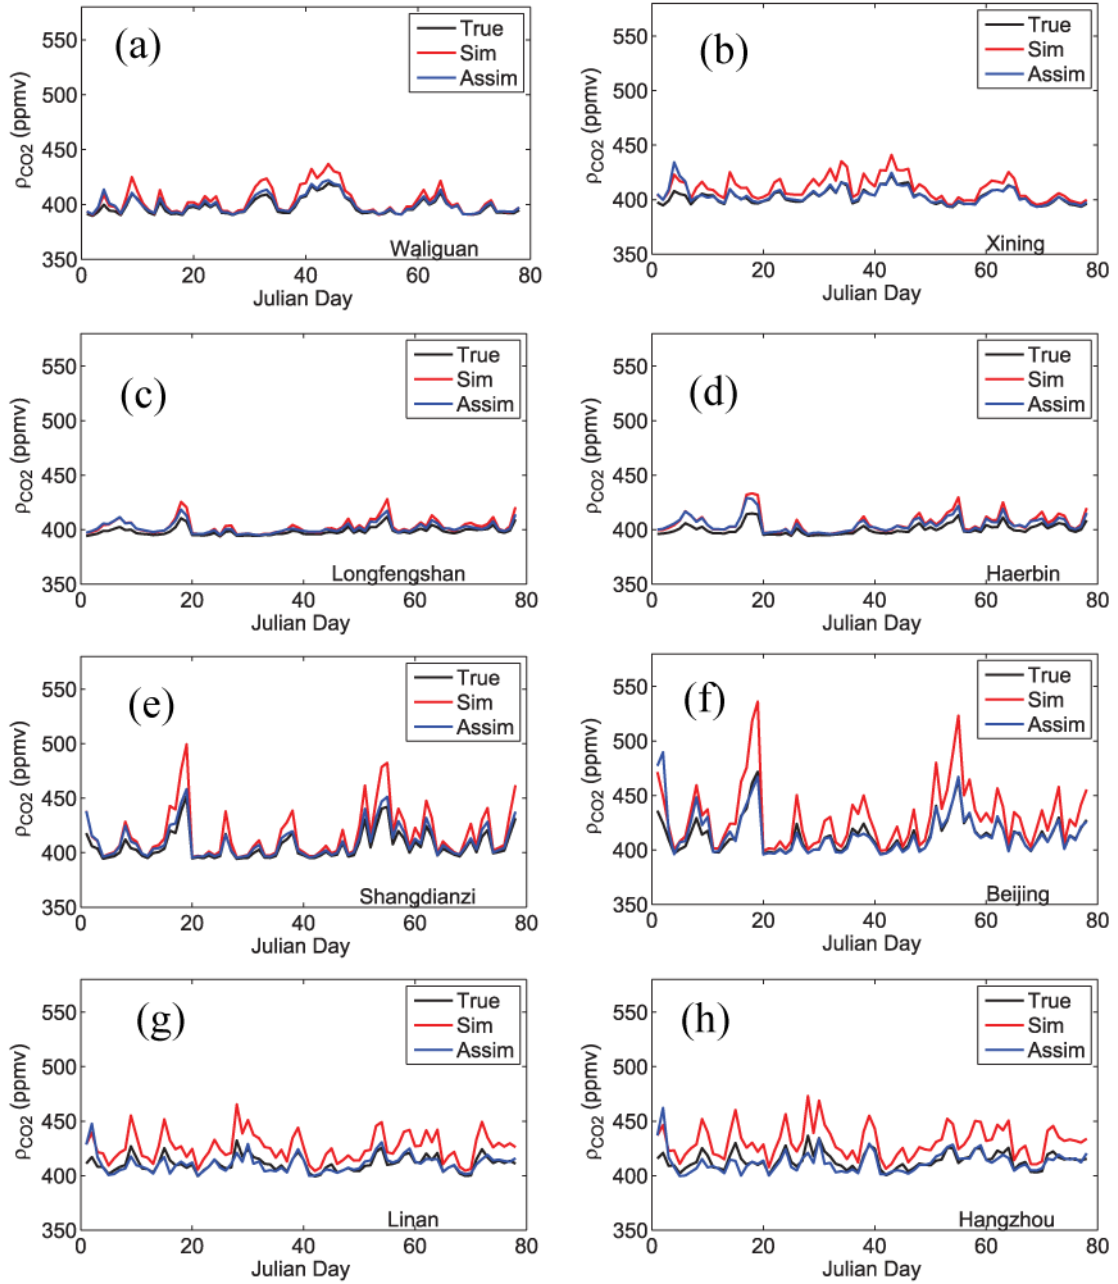 (a)
True
Sim
Assim
550
500
450
400
350
0 20 40 60 80
ρCO2 (ppmv)
Julian Day
Waliguan
(b)
True
Sim
Assim
550
500
450
400
350
0 20 40 60 80
ρCO2 (ppmv)
Julian Day
Xining
(c)
True
Sim
Assim
550
500
450
400
350
0 20 40 60 80
ρCO2 (ppmv)
Julian Day
Longfengshan
(d)
True
Sim
Assim
550
500
450
400
350
0 20 40 60 80
ρCO2 (ppmv)
Julian Day
Haerbin
(e)
True
Sim
Assim
550
500
450
400
350
0 20 40 60 80
ρCO2 (ppmv)
Julian Day
Shangdianzi
(f)
True
Sim
Assim
550
500
450
400
350
0 20 40 60 80
ρCO2 (ppmv)
Julian Day
Beijing
(g)
True
Sim
Assim
550
500
450
400
350
0 20 40 60 80
ρCO2 (ppmv)
Julian Day
Linan
(h)
True
Sim
Assim
550
500
450
400
350
0 20 40 60 80
ρCO2 (ppmv)
Julian Day
Hangzhou